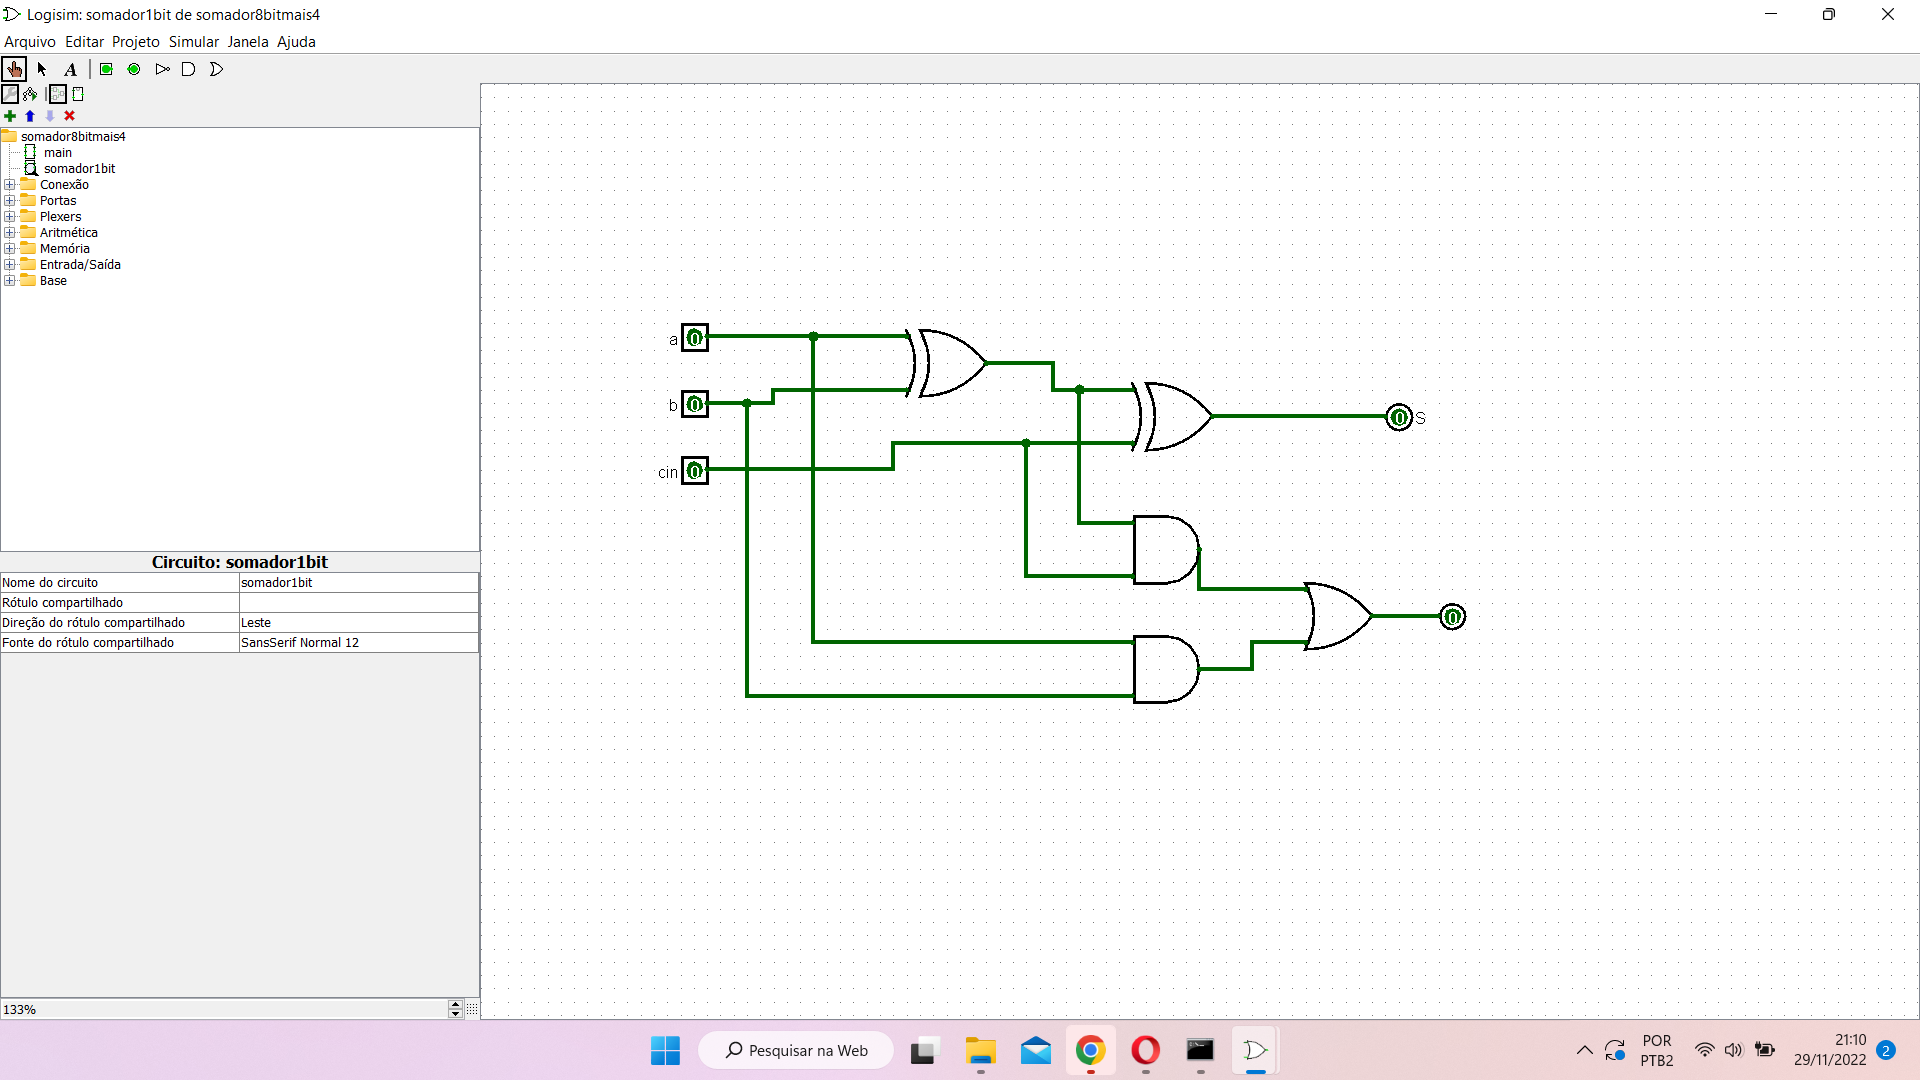 Logisim: somador1bit de somador8bitmais4
Arquivo Editar Projeto Simular Janela Ajuda
A
somador8bitmais4
main
somador1bit
Conexão
Portas
Plexers
Aritmética
Memória
Entrada/Saída
Base
a 0
b 0
cin 0
0 S
0
Circuito: somador1bit
Nome do circuito somador1bit
Rótulo compartilhado
Direção do rótulo compartilhado Leste
Fonte do rótulo compartilhado SansSerif Normal 12
133%
Pesquisar na Web
POR
PTB2
21:10
29/11/2022
2